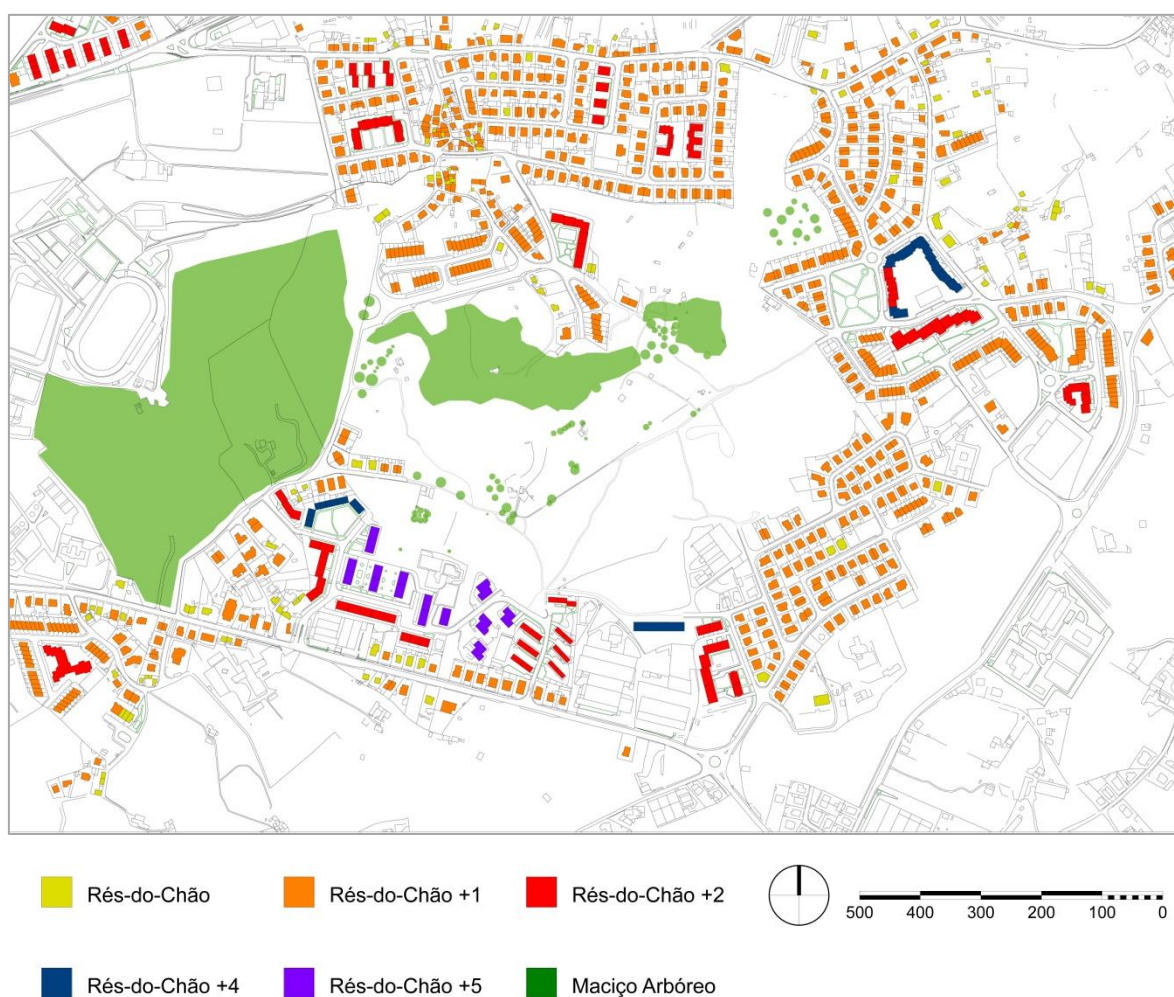 Rés-do-Chão
Rés-do-Chão +1
Rés-do-Chão +2
500 400 300 200 100 0
Rés-do-Chão +4
Rés-do-Chão +5
Maciço Arbóreo